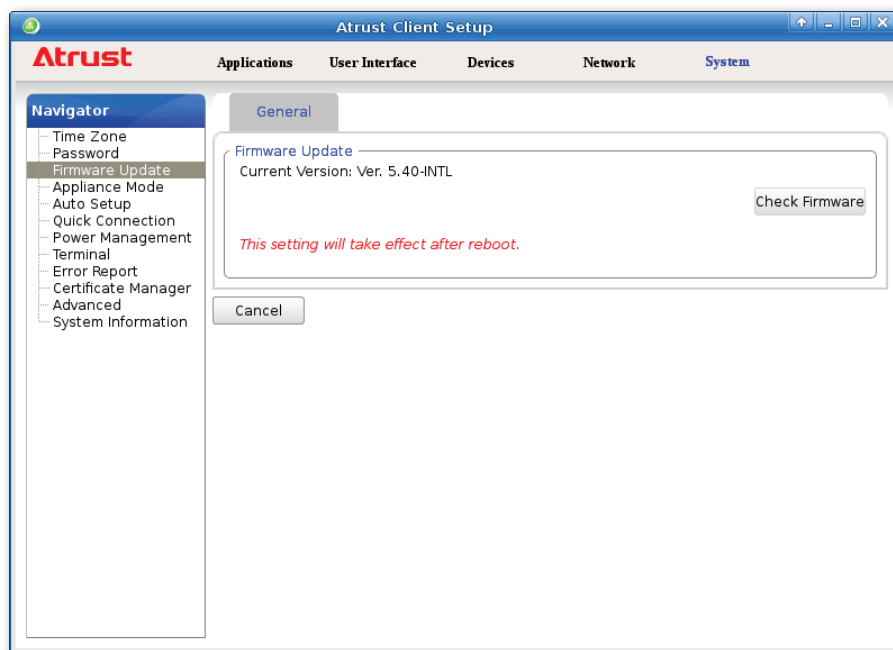 Atrust Client Setup
Atrust
Applications User Interface Devices Network System
Navigator
Time Zone
Password
Firmware Update
Appliance Mode
Auto Setup
Quick Connection
Power Management
Terminal
Error Report
Certificate Manager
Advanced
System Information
General
Firmware Update
Current Version: Ver. 5.40-INTL
Check Firmware
This setting will take effect after reboot.
Cancel